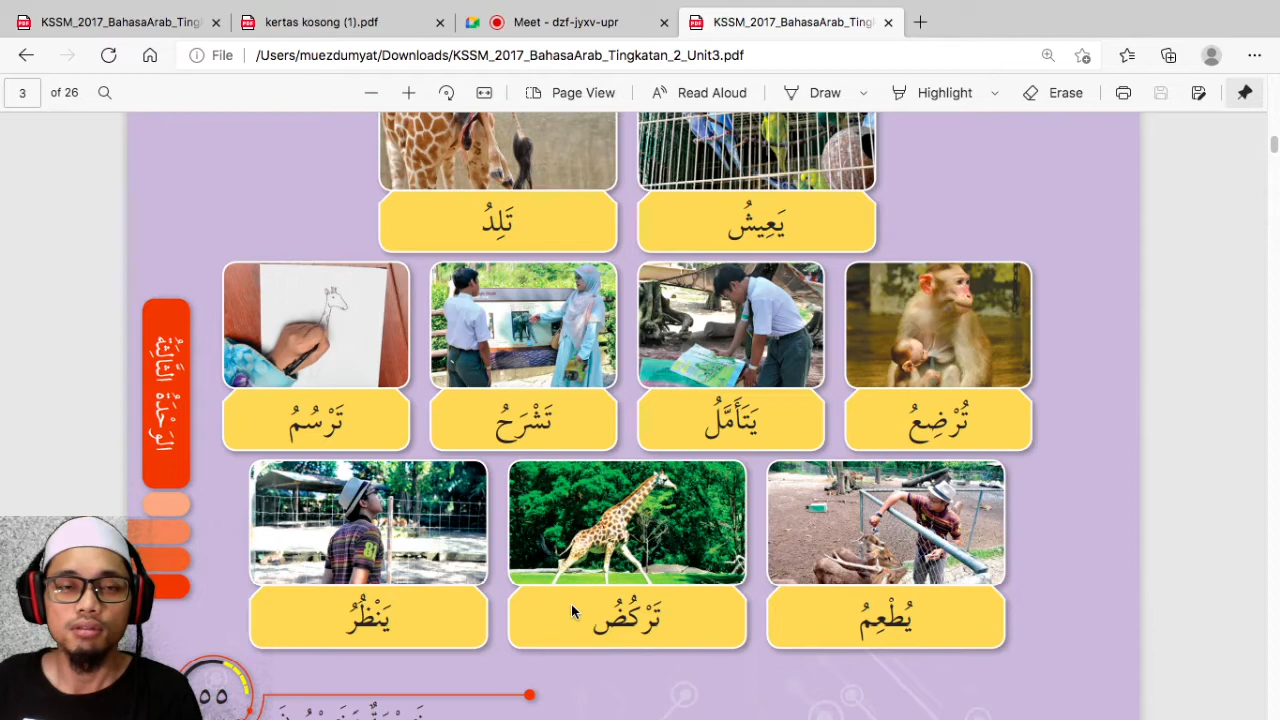 KSSM_2017_BahasaArab_Ting
kertas kosong (1).pdf
Meet - dzf-jyxv-upr
KSSM_2017_BahasaArab_Ting
File
/Users/muezdumyat/Downloads/KSSM_2017_BahasaArab_Tingkatan_2_Unit3.pdf
3 of 26
Page View
Read Aloud
Draw
Highlight
Erase
يَعِيشُ
تَلِدُ
تُرْضِعُ
يَتَأَمَّلُ
تَشْرَحُ
تَرْسُمُ
الوَحْدَةُ الثَّالِثَةُ
يُطْعِمُ
تَرْكُضُ
يَنْظُرُ
٥٥